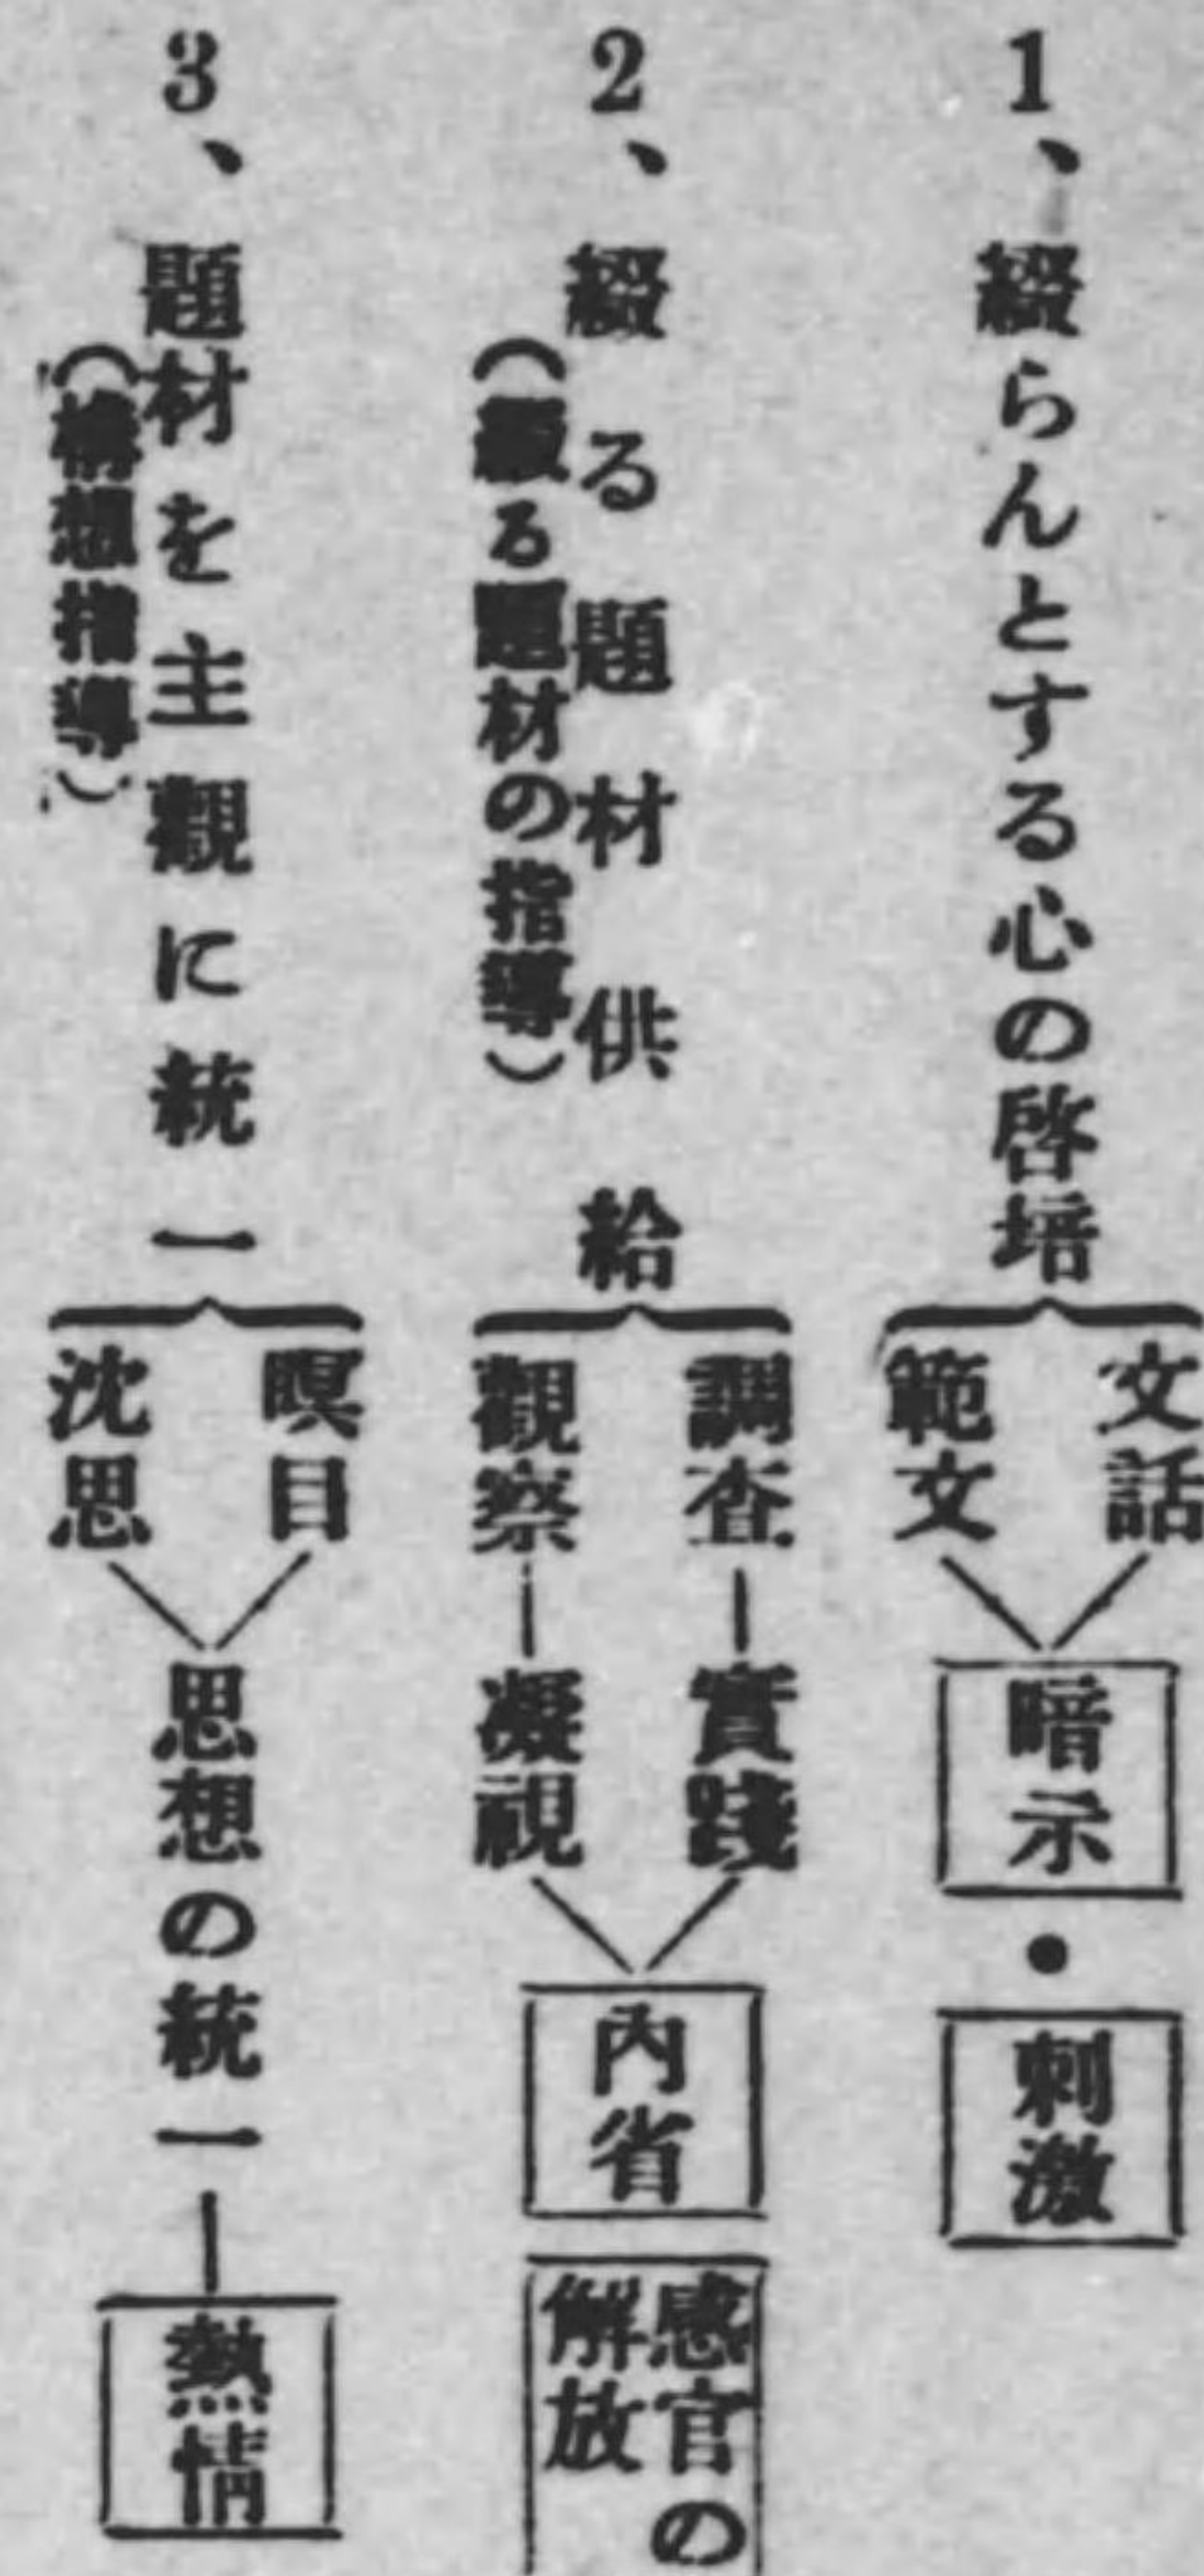 1、綴らんとする心の啓培
文話
範文
暗示
●
刺激
2、綴る題材供給
(綴る題材の指導)
調査
實踐
觀察
凝視
內省
感官の
解放
3、題材を主觀に統一
(構想指導)
瞑目
沈思
思想の統一
熱情